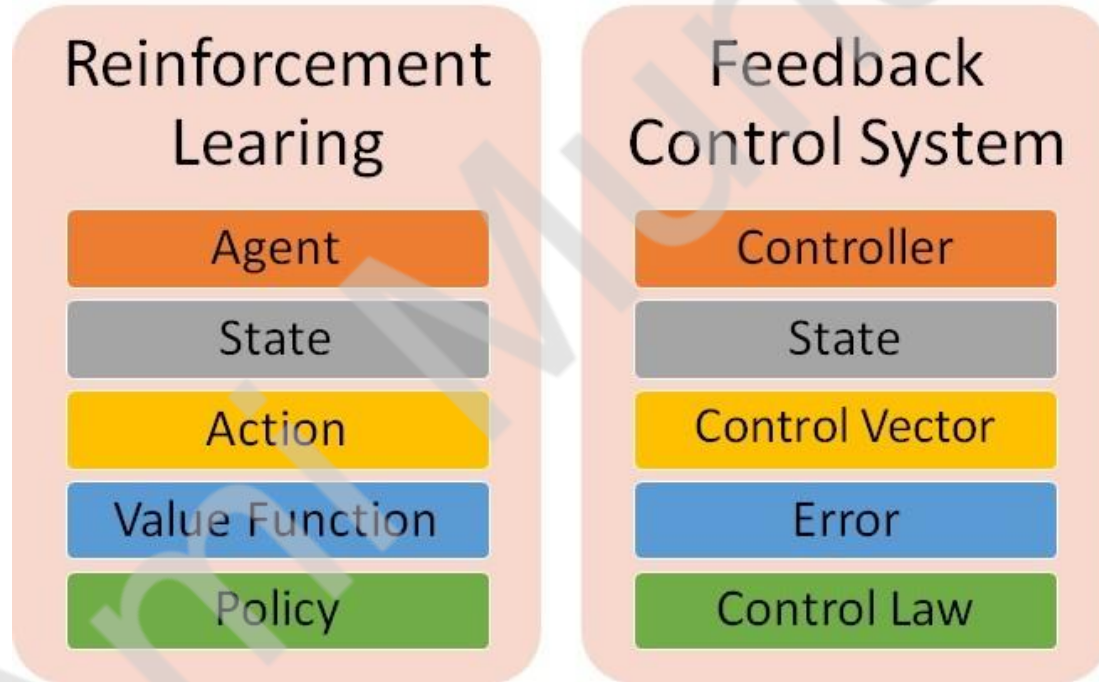 Reinforcement
Learing
Agent
State
Action
Value Function
Policy
Feedback
Control System
Controller
State
Control Vector
Error
Control Law